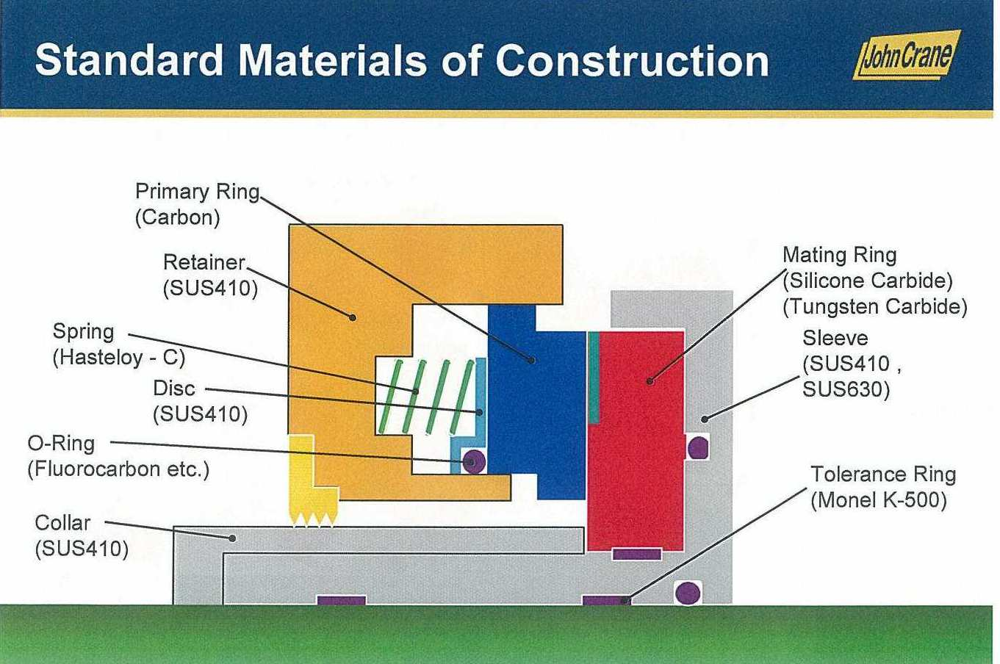 Standard Materials of Construction
John Crane
Primary Ring
(Carbon)
Retainer
(SUS410)
Spring
(Hasteloy - C)
Disc
(SUS410)
O-Ring
(Fluorocarbon etc.)
Collar
(SUS410)
Mating Ring
(Silicone Carbide)
(Tungsten Carbide)
Sleeve
(SUS410 ,
SUS630)
Tolerance Ring
(Monel K-500)